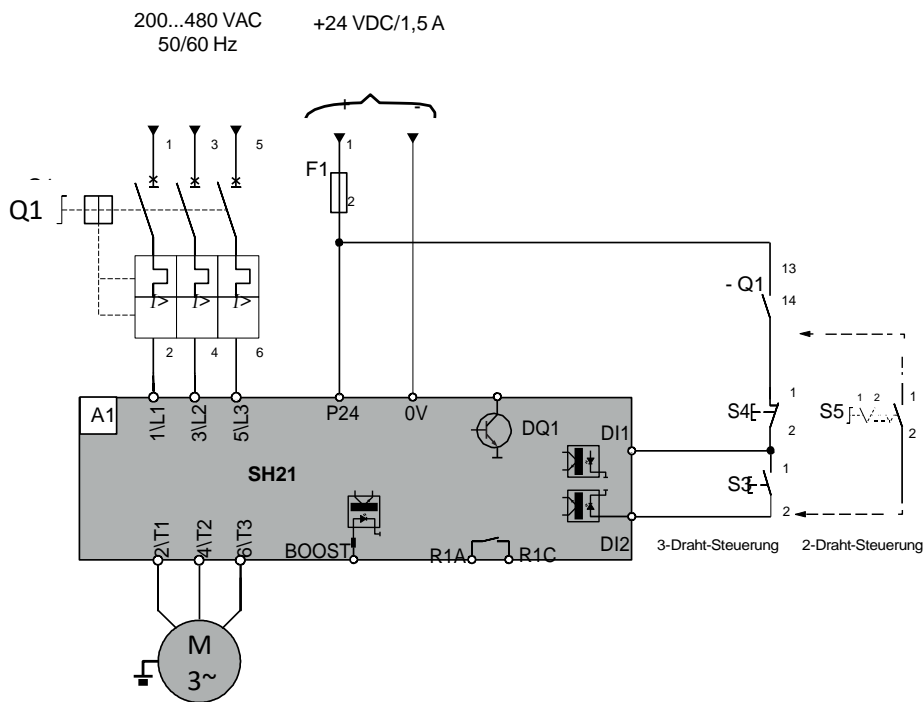 200...480 VAC
50/60 Hz
+24 VDC/1,5 A
+
-
1
3
5
1
F1
2
Q1
13
- Q1
14
I>
I>
I>
2
4
6
A1
1\L1
3\L2
5\L3
P24
0V
DQ1
DI1
S4
1
2
S5
1
2
1
2
SH21
S3
1
2
2\T1
4\T2
6\T3
BOOST
R1A
R1C
DI2
3-Draht-Steuerung
2-Draht-Steuerung
M
3~